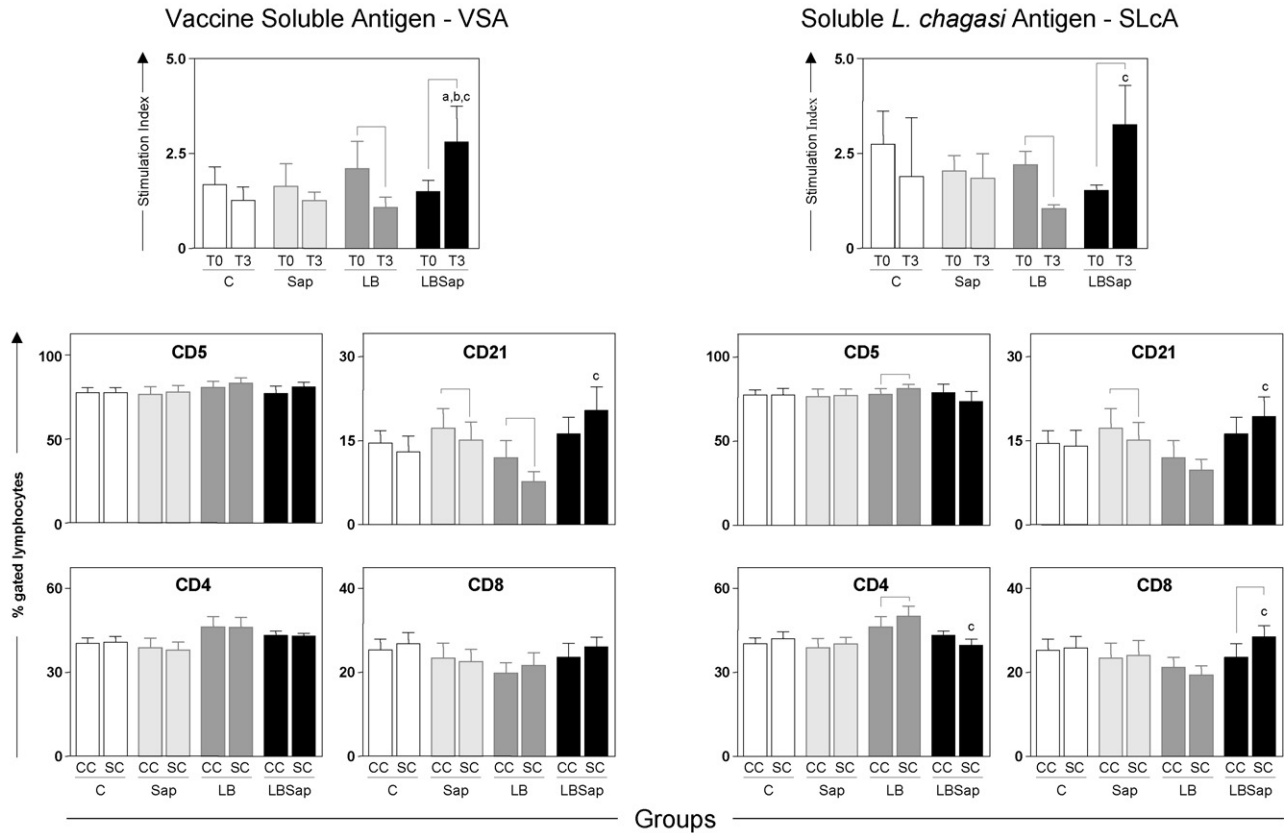 Vaccine Soluble Antigen - VSA
Soluble L. chagasi Antigen - SLcA
Stimulation Index
5.0
2.5
0
a,b,c
T0 T3 T0 T3 T0 T3 T0 T3
C Sap LB LBSap
Stimulation Index
5.0
2.5
0
c
T0 T3 T0 T3 T0 T3 T0 T3
C Sap LB LBSap
% gated lymphocytes
CD5
100
50
0
CD21
30
15
0
c
CD5
100
50
0
CD21
30
15
0
c
CD4
60
30
0
CC SC CC SC CC SC CC SC
C Sap LB LBSap
CD8
40
20
0
CC SC CC SC CC SC CC SC
C Sap LB LBSap
CD4
60
30
0
c
CC SC CC SC CC SC CC SC
C Sap LB LBSap
CD8
40
20
0
c
CC SC CC SC CC SC CC SC
C Sap LB LBSap
Groups